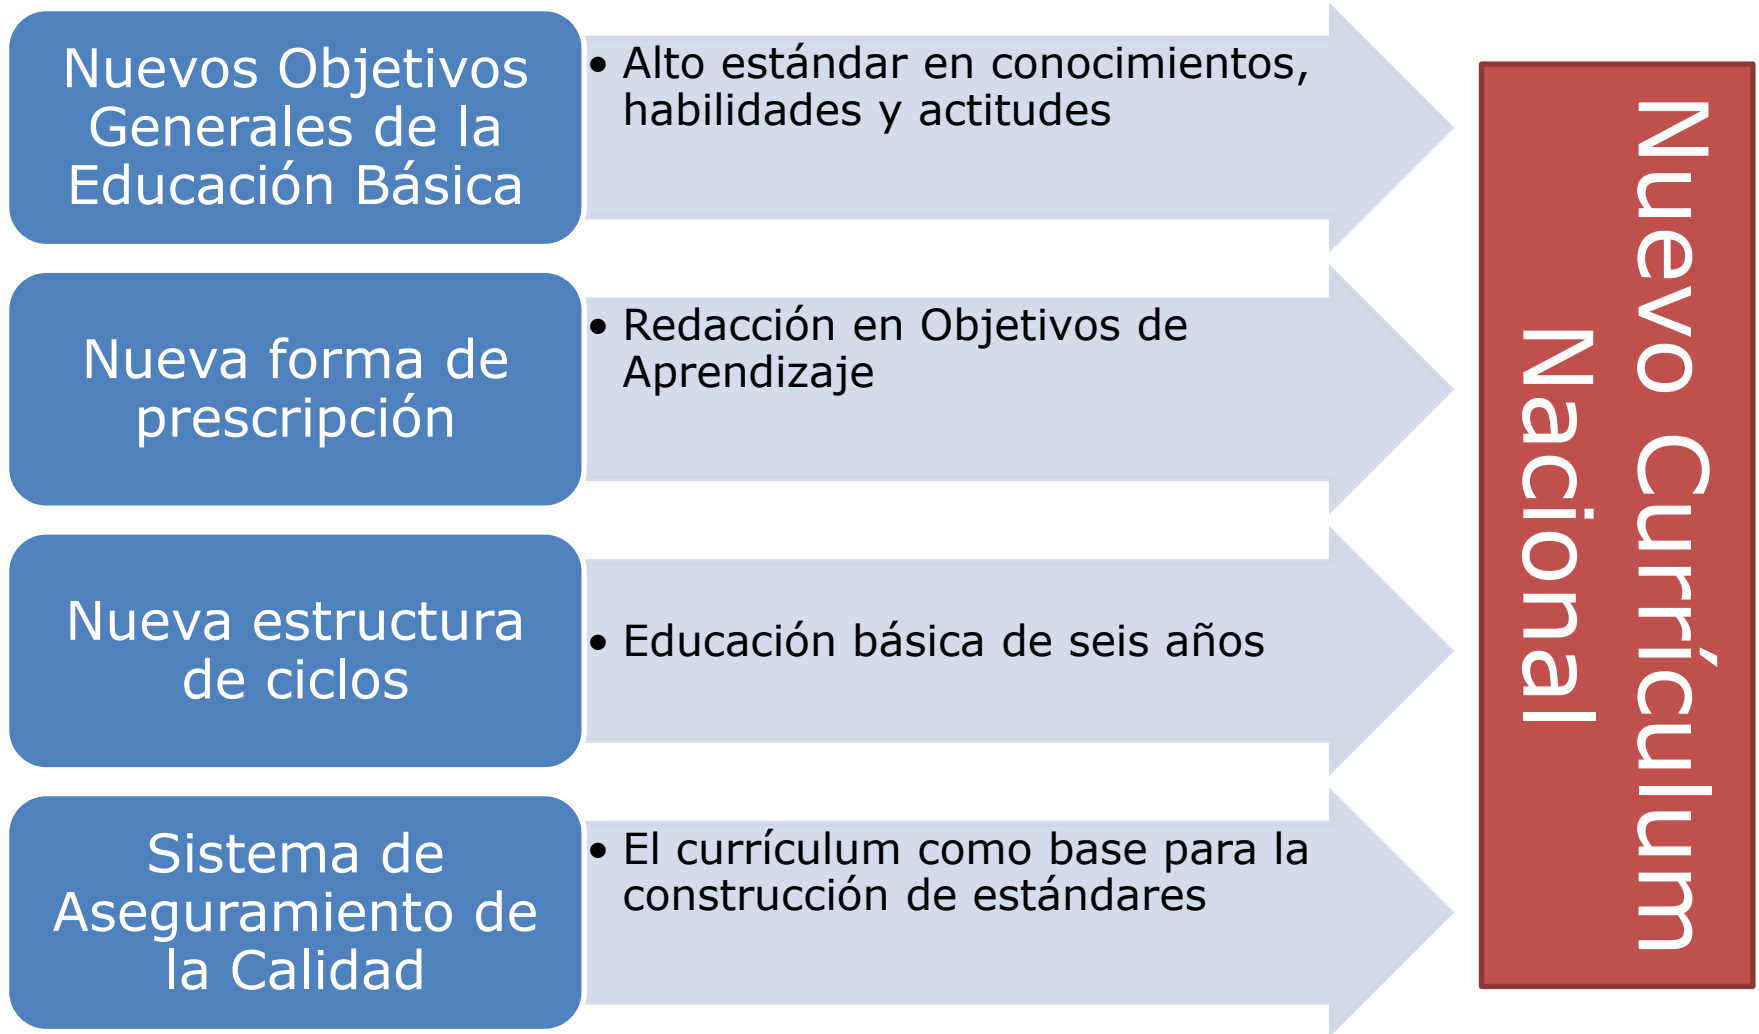 Nuevos Objetivos
Generales de la
Educación Básica
• Alto estándar en conocimientos,
habilidades y actitudes
Nueva forma de
prescripción
• Redacción en Objetivos de
Aprendizaje
Nueva estructura
de ciclos
• Educación básica de seis años
Sistema de
Aseguramiento de
la Calidad
• El currículum como base para la
construcción de estándares
Nuevo Currículum
Nacional